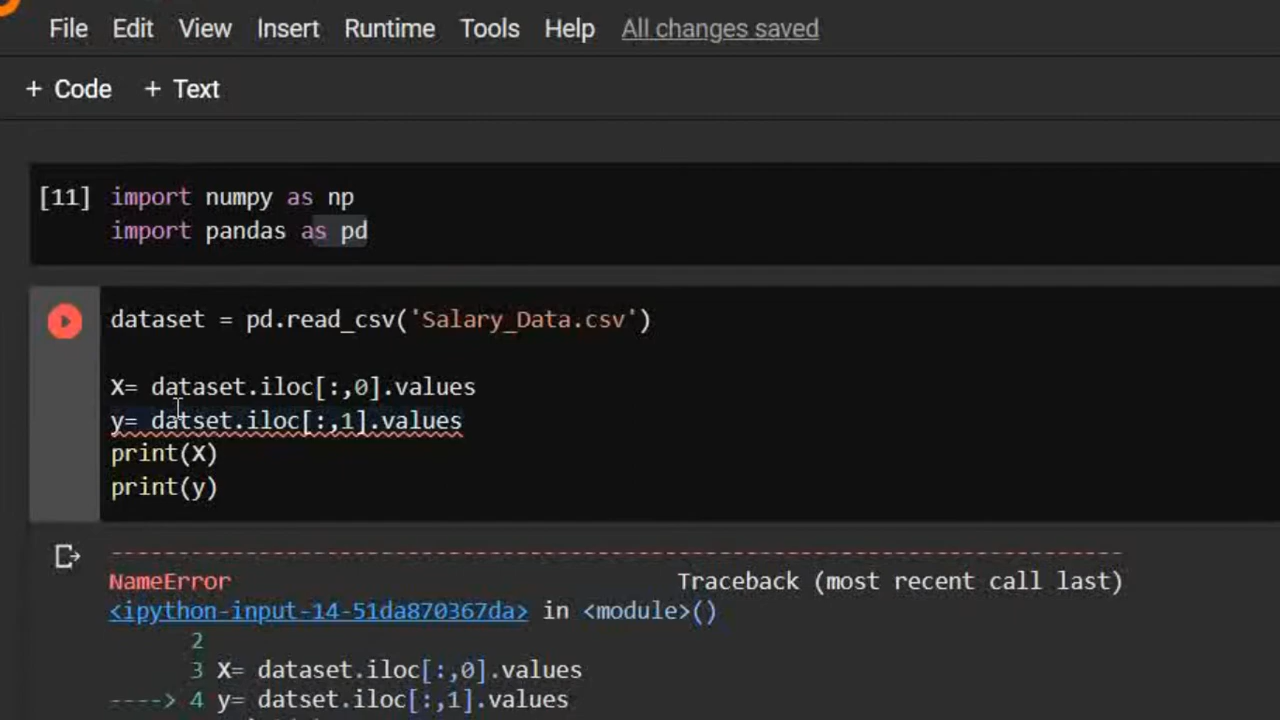 File Edit View Insert Runtime Tools Help All changes saved
+ Code + Text
[11] import numpy as np
import pandas as pd
dataset = pd.read_csv('Salary_Data.csv')
X= dataset.iloc[:,0].values
y= datset.iloc[:,1].values
print(X)
print(y)
---------------------------------------------------------------------------
NameError Traceback (most recent call last)
<ipython-input-14-51da870367da> in <module>()
2
3 X= dataset.iloc[:,0].values
----> 4 y= datset.iloc[:,1].values